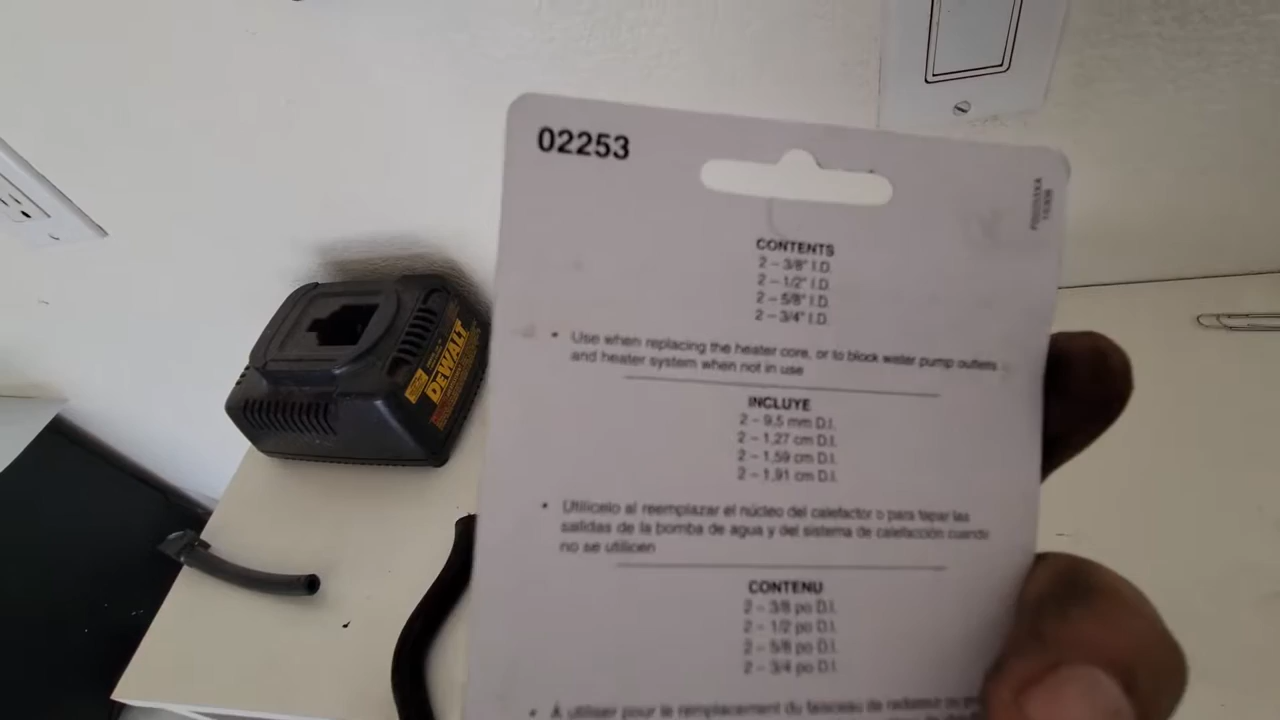 02253
CONTENTS
2 – 3/8" I.D.
2 – 1/2" I.D.
2 – 5/8" I.D.
2 – 3/4" I.D.
• Use when replacing the heater core, or to block water pump outlets
and heater system when not in use
INCLUYE
2 – 9,5 mm D.I.
2 – 1,27 cm D.I.
2 – 1,59 cm D.I.
2 – 1,91 cm D.I.
• Utilícelo al reemplazar el núcleo del calefactor o para tapar las
salidas de la bomba de agua y del sistema de calefacción cuando
no se utilicen
CONTENU
2 – 3/8 po D.I.
2 – 1/2 po D.I.
2 – 5/8 po D.I.
2 – 3/4 po D.I.
• À utiliser pour le remplacement du faisceau de
DEWALT